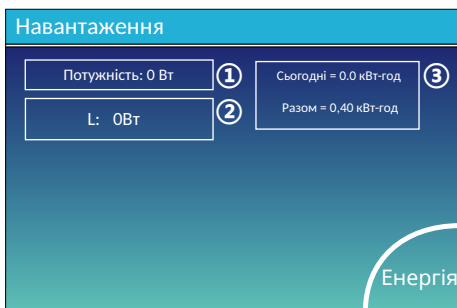 Навантаження
Потужність: 0 Вт ①
L: 0Вт ②
Сьогодні = 0.0 кВт-год ③
Разом = 0,40 кВт-год
Енергія